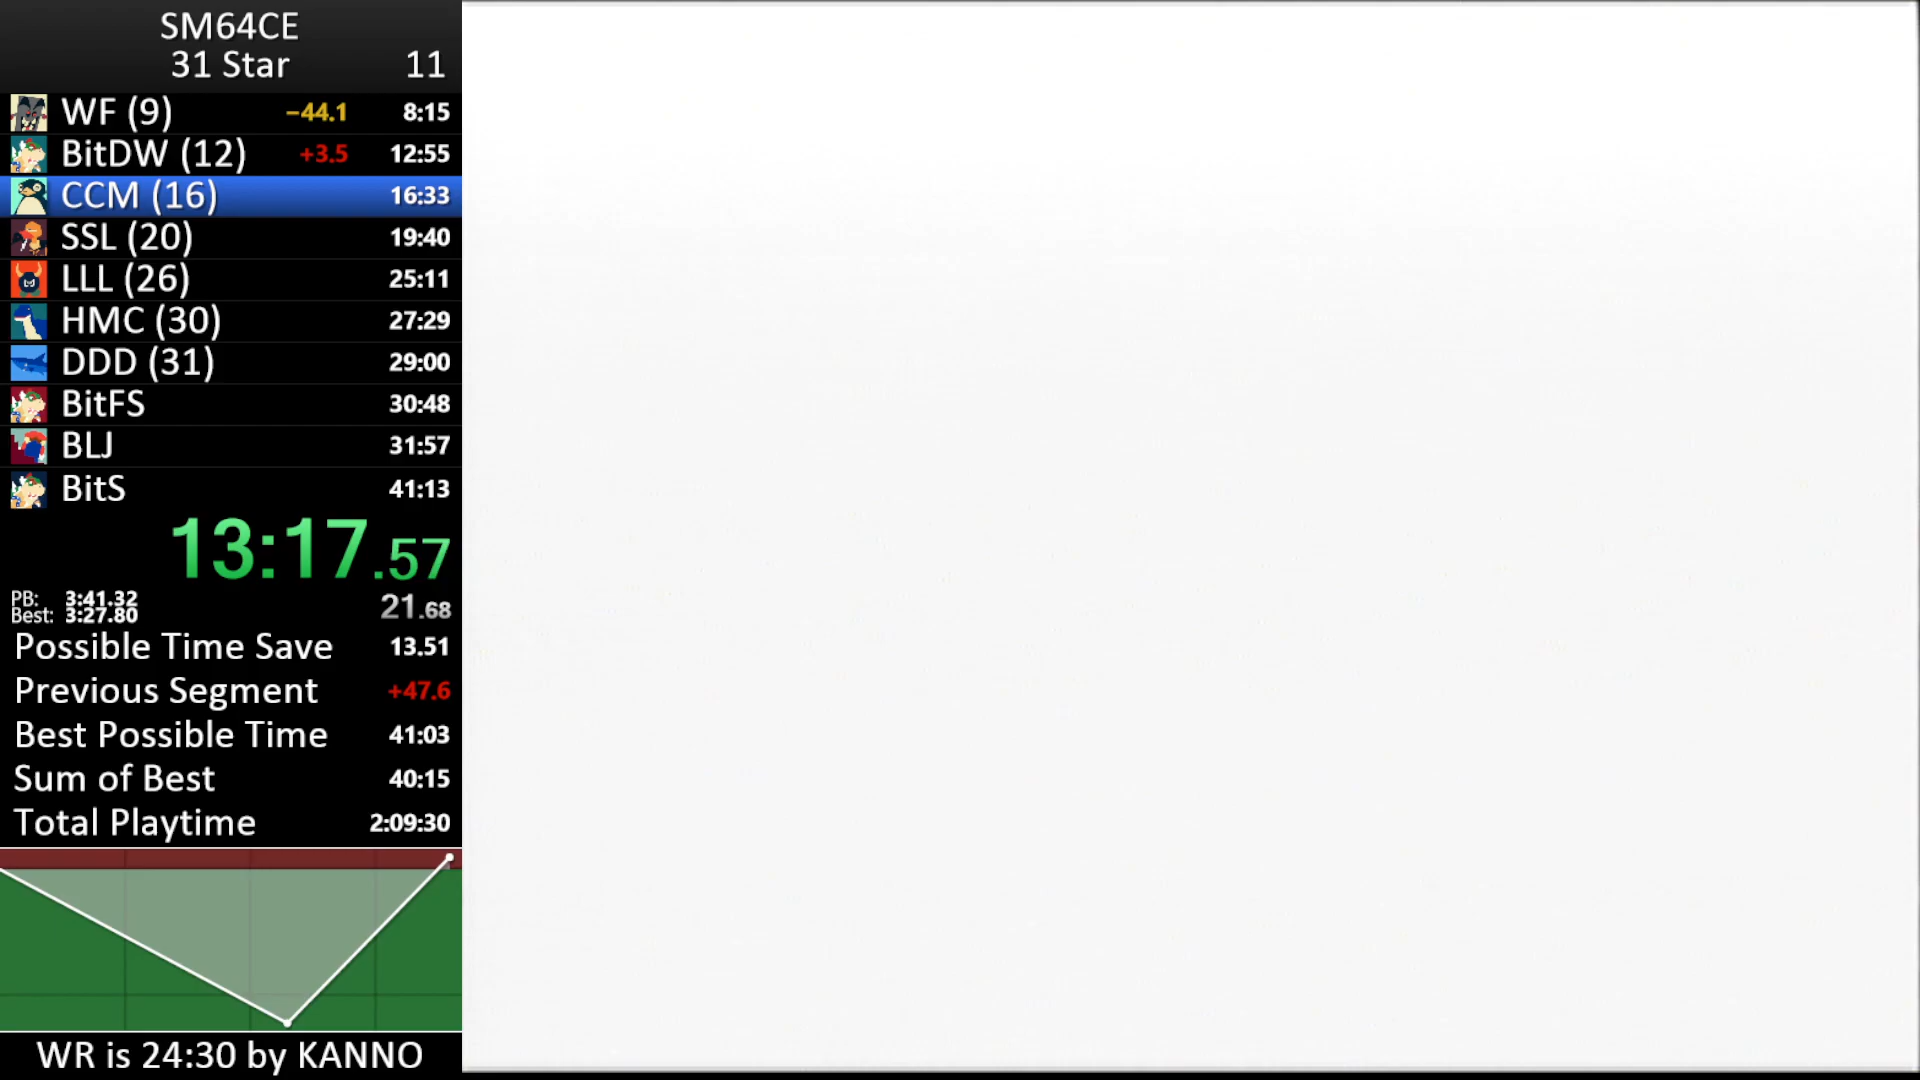 SM64CE
31 Star 11
WF (9) −44.1 8:15
BitDW (12) +3.5 12:55
CCM (16) 16:33
SSL (20) 19:40
LLL (26) 25:11
HMC (30) 27:29
DDD (31) 29:00
BitFS 30:48
BLJ 31:57
BitS 41:13
13:17.57
PB: 3:41.32
Best: 3:27.80 21.68
Possible Time Save 13.51
Previous Segment +47.6
Best Possible Time 41:03
Sum of Best 40:15
Total Playtime 2:09:30
WR is 24:30 by KANNO